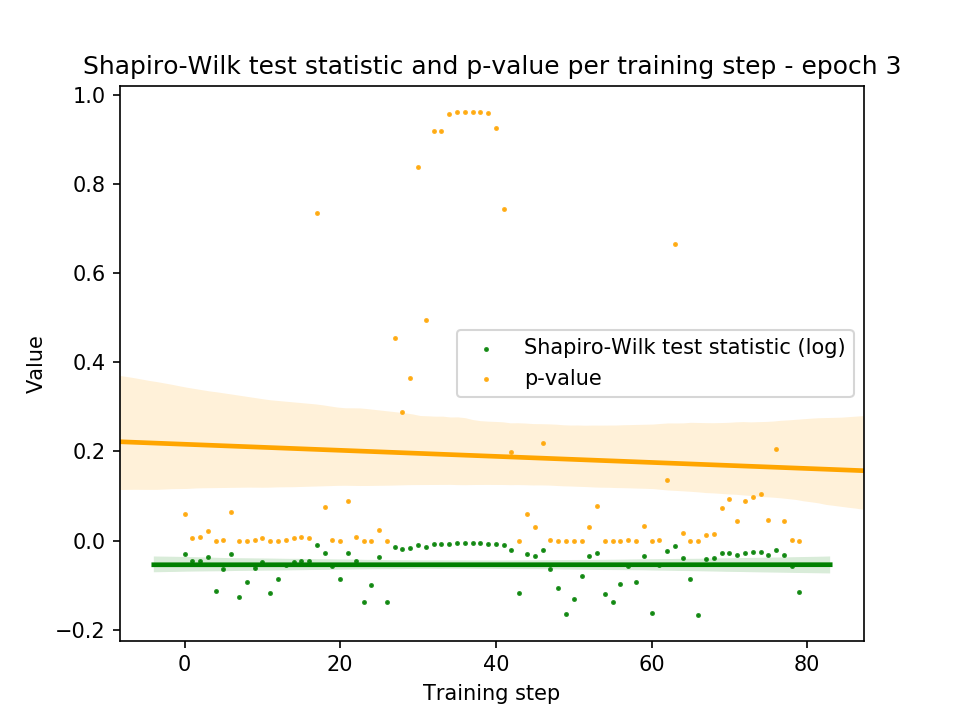 Shapiro-Wilk test statistic and p-value per training step - epoch 3
1.0
0.8
0.6
0.4
0.2
0.0
−0.2
Value
Shapiro-Wilk test statistic (log)
p-value
0 20 40 60 80
Training step